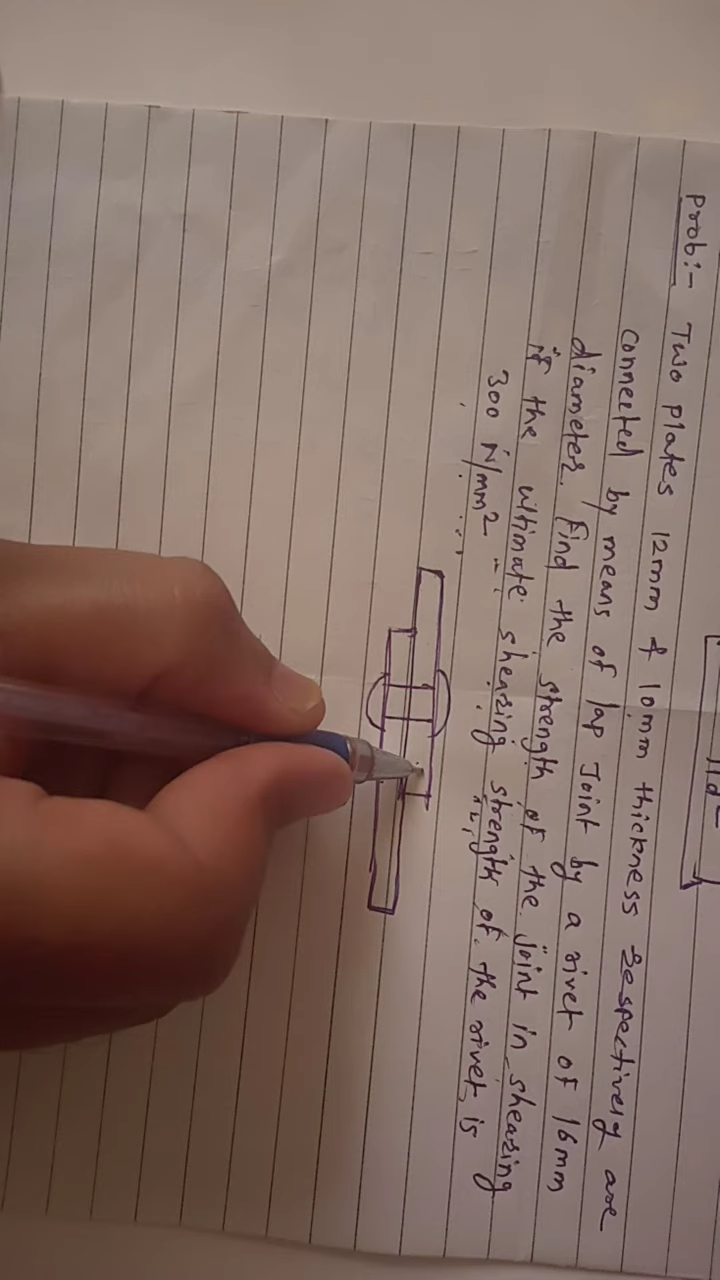 Prob:- Two plates 12mm & 10mm thickness respectively are
connected by means of lap Joint by a rivet of 16mm
diameter. Find the strength of the Joint in shearing
if the ultimate shearing strength of the rivet is
300 N/mm2